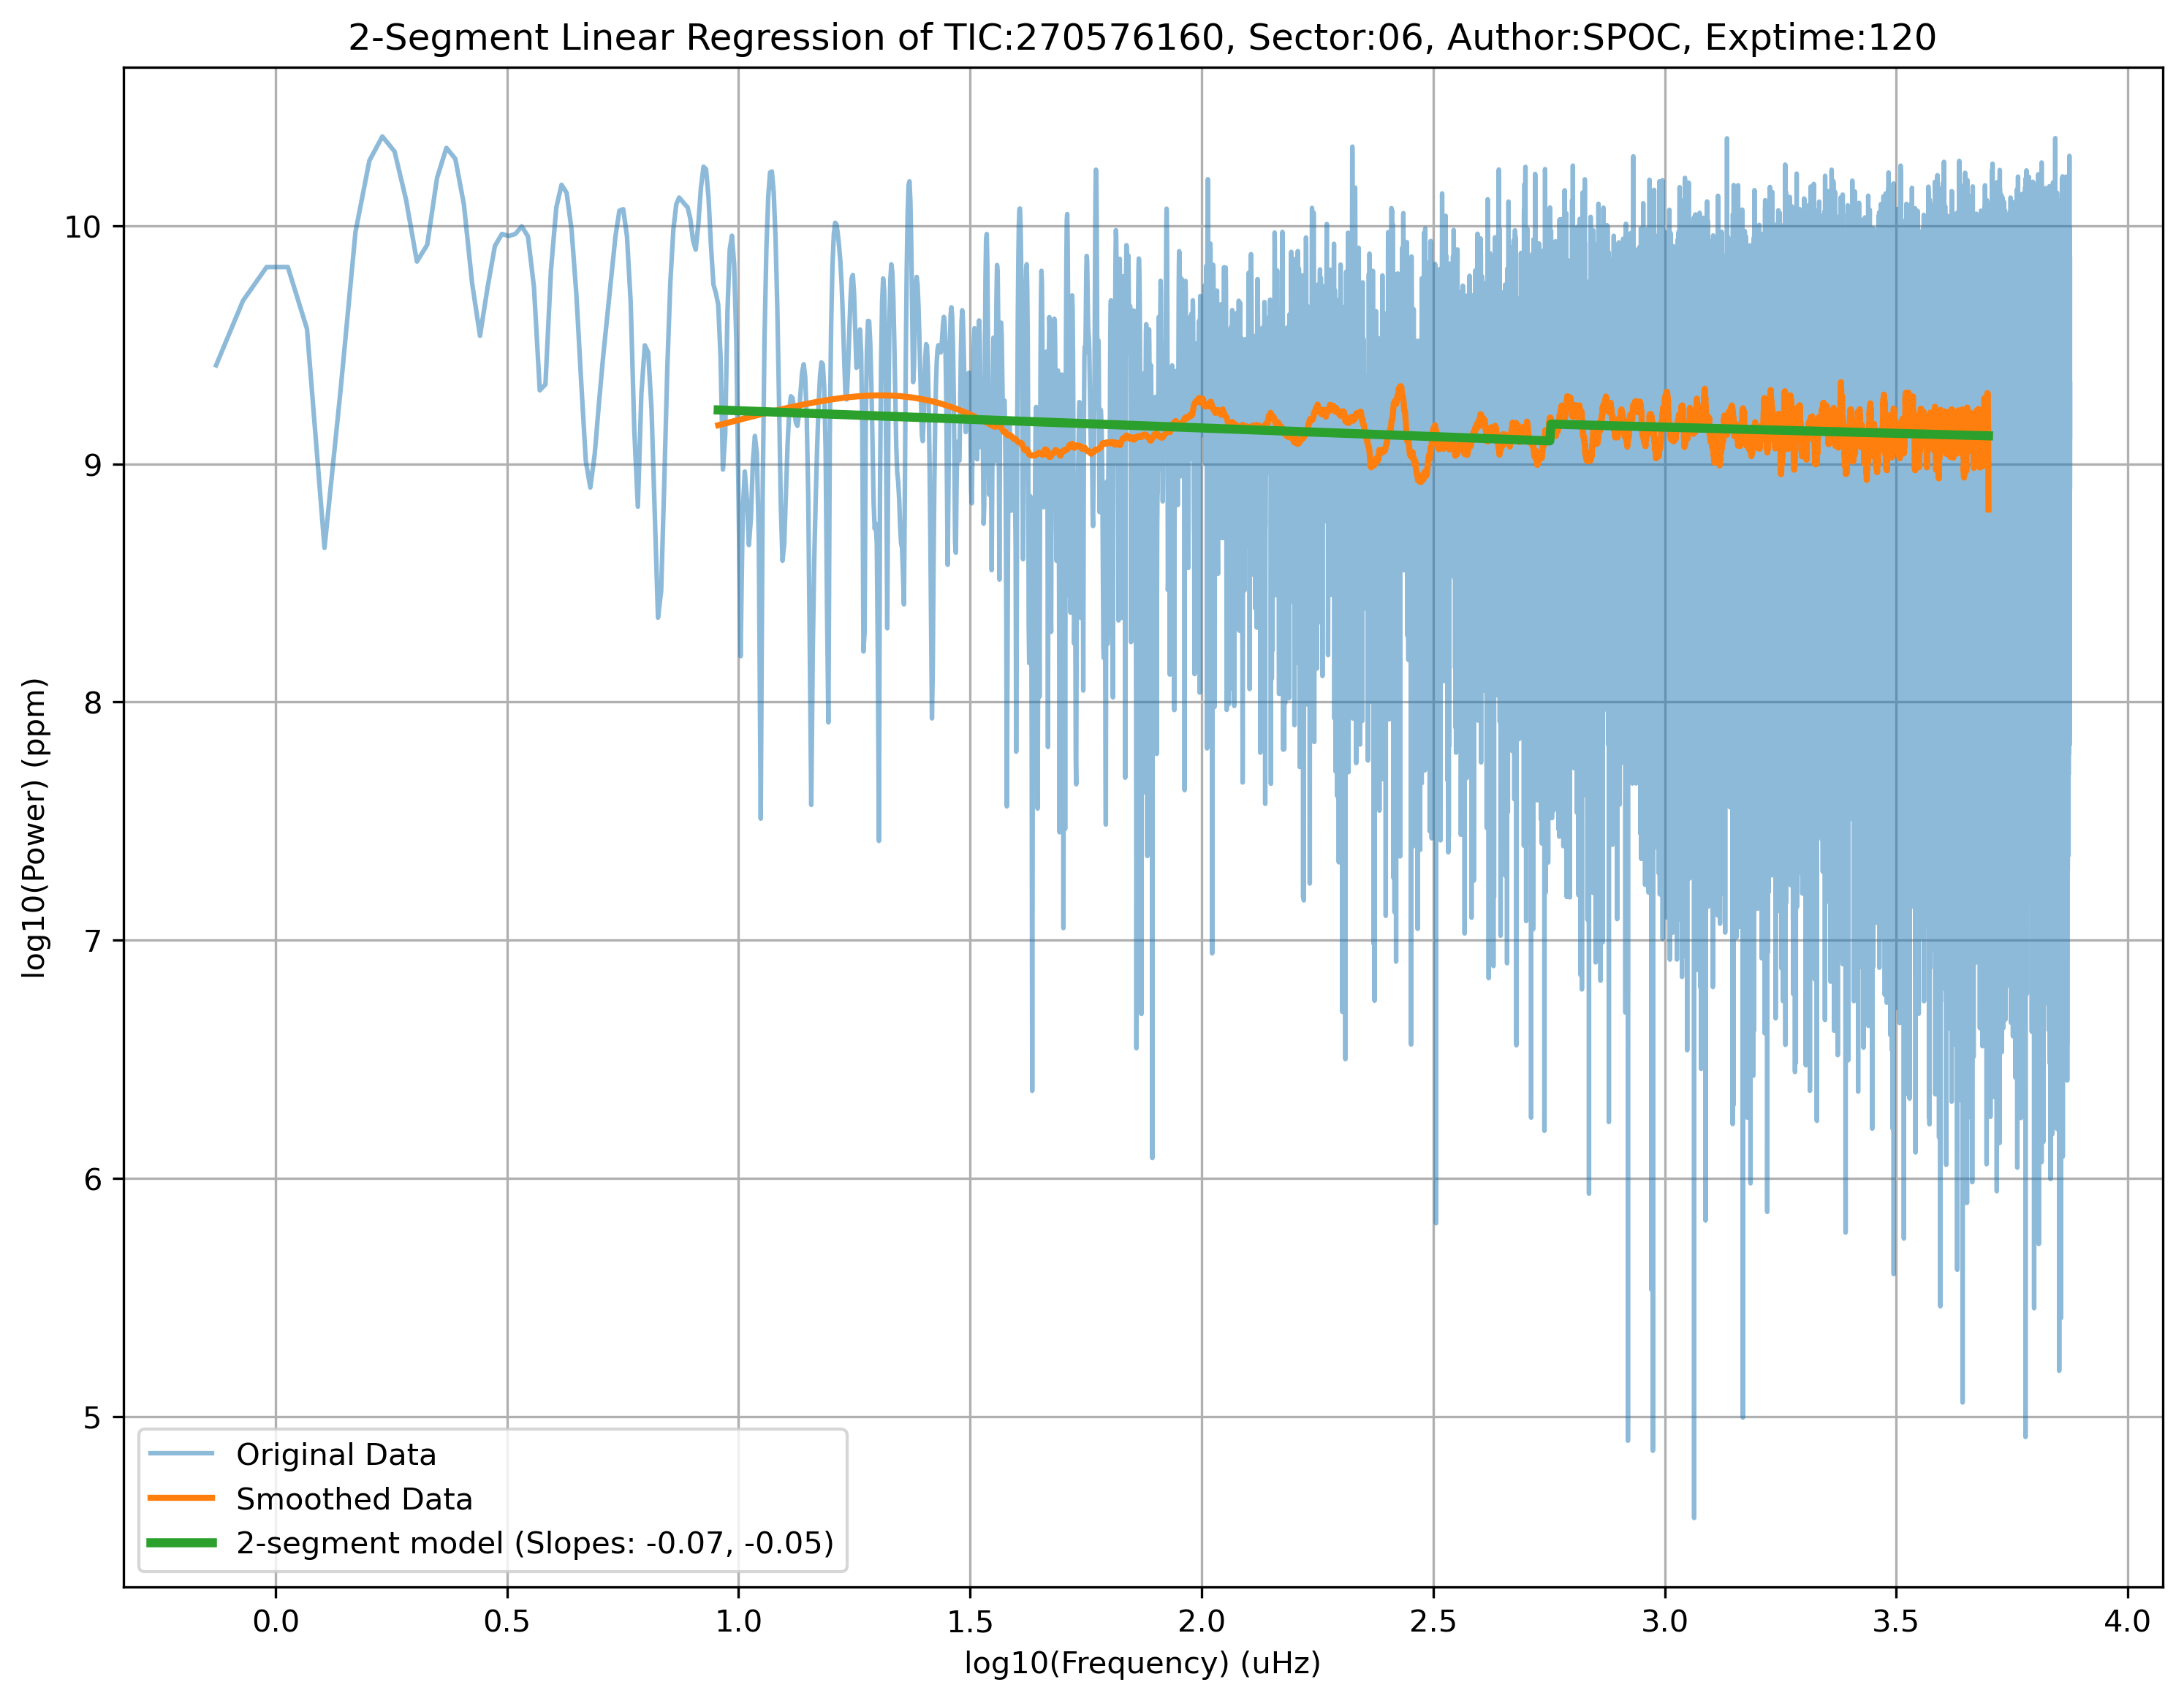 2-Segment Linear Regression of TIC:270576160, Sector:06, Author:SPOC, Exptime:120
log10(Power) (ppm)
10
9
8
7
6
5
Original Data
Smoothed Data
2-segment model (Slopes: -0.07, -0.05)
0.0 0.5 1.0 1.5 2.0 2.5 3.0 3.5 4.0
log10(Frequency) (uHz)